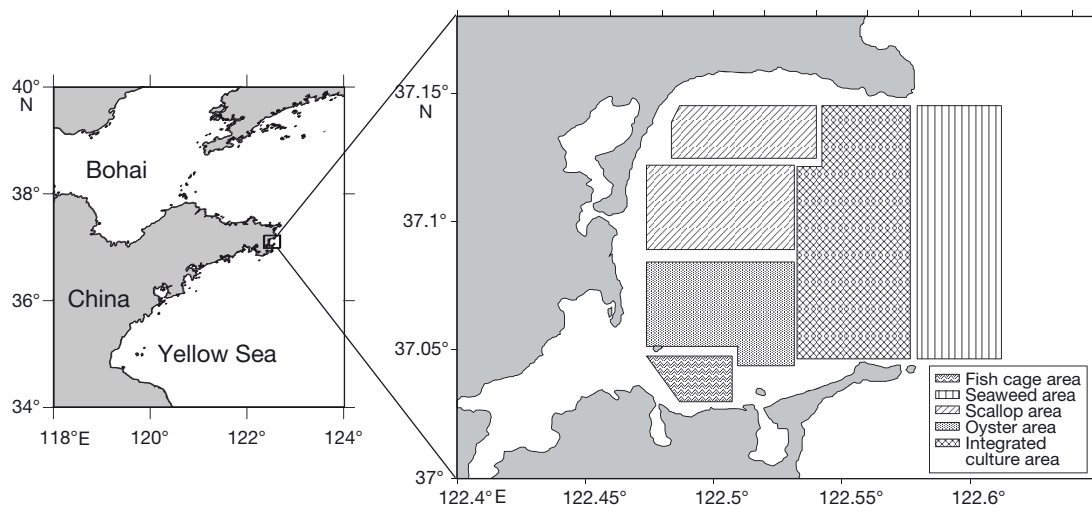 40°
N
38°
36°
34°
118°E
120°
122°
124°
Bohai
China
Yellow Sea
37.15°
N
37.1°
37.05°
37°
122.4°E
122.45°
122.5°
122.55°
122.6°
Fish cage area
Seaweed area
Scallop area
Oyster area
Integrated
culture area